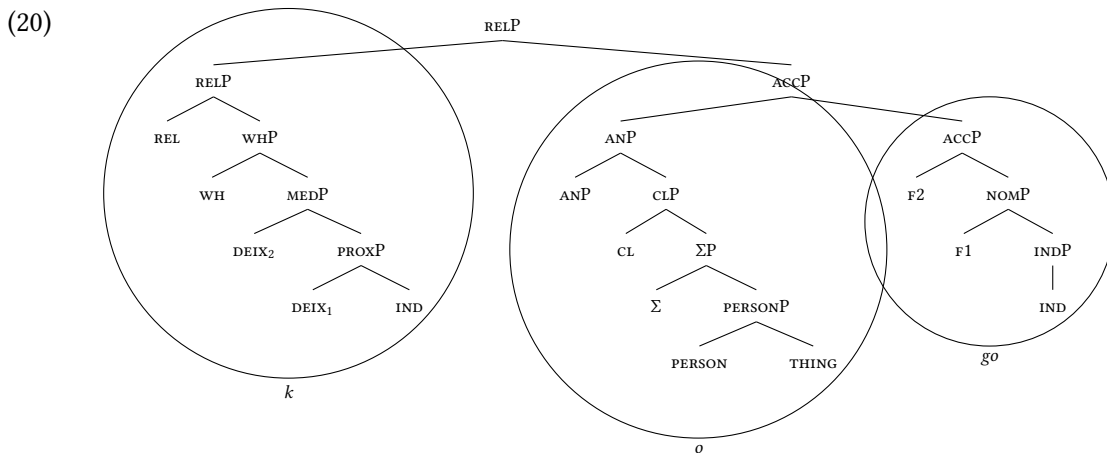 (20)
RELP
RELP ACCP
REL WHP ANP ACCP
WH MEDP ANP CLP F2 NOMP
DEIX₂ PROXP CL ΣP F1 INDP
DEIX₁ IND Σ PERSONP IND
PERSON THING
k o go